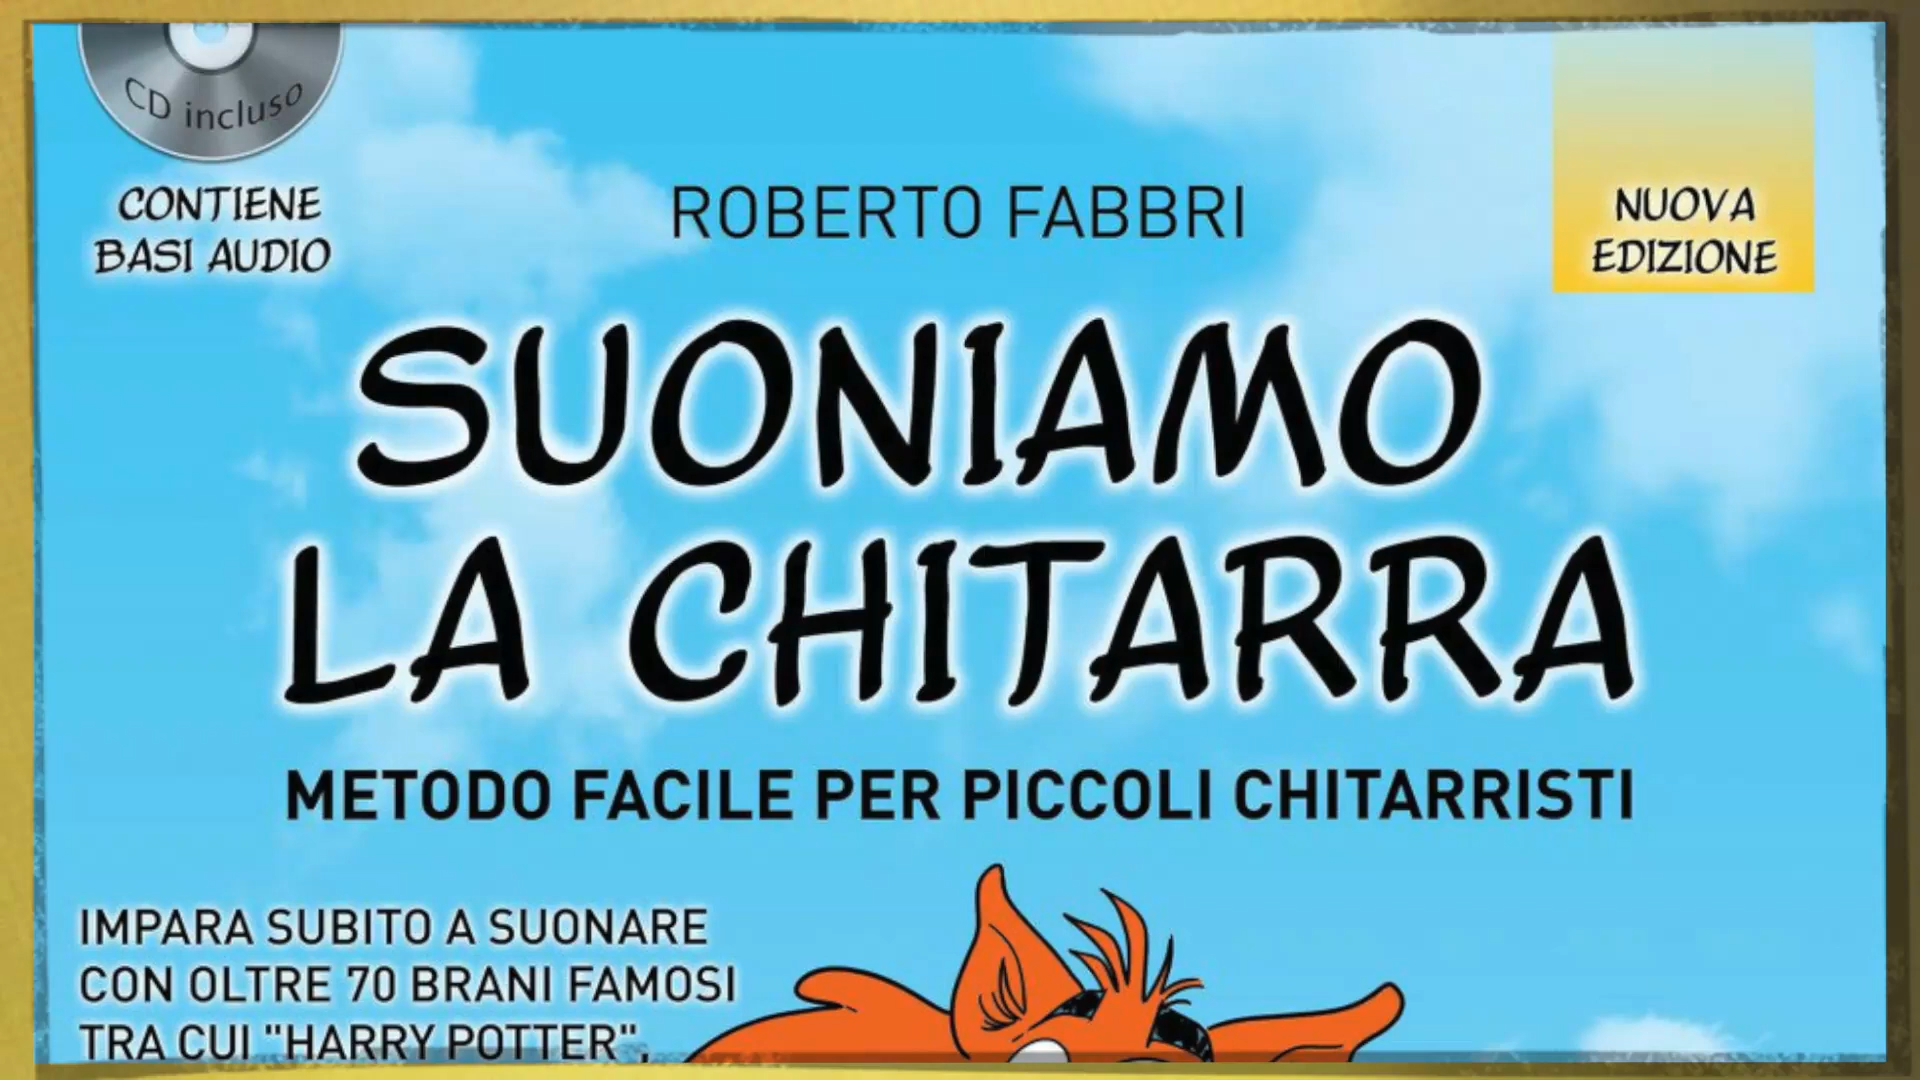 CD incluso
CONTIENE
BASI AUDIO
ROBERTO FABBRI
NUOVA
EDIZIONE
SUONIAMO
LA CHITARRA
METODO FACILE PER PICCOLI CHITARRISTI
IMPARA SUBITO A SUONARE
CON OLTRE 70 BRANI FAMOSI
TRA CUI "HARRY POTTER",